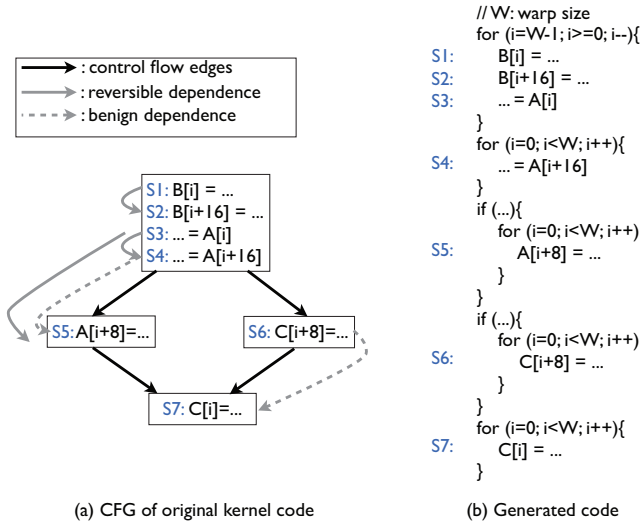 : control flow edges
: reversible dependence
: benign dependence
S1: B[i] = ...
S2: B[i+16] = ...
S3: ... = A[i]
S4: ... = A[i+16]
S5: A[i+8]=...
S6: C[i+8]=...
S7: C[i]=...
(a) CFG of original kernel code
// W: warp size
for (i=W-1; i>=0; i--){
S1: B[i] = ...
S2: B[i+16] = ...
S3: ... = A[i]
}
for (i=0; i<W; i++){
S4: ... = A[i+16]
}
if (...){
for (i=0; i<W; i++)
S5: A[i+8] = ...
}
}
if (...){
for (i=0; i<W; i++)
S6: C[i+8] = ...
}
}
for (i=0; i<W; i++){
S7: C[i] = ...
}
(b) Generated code